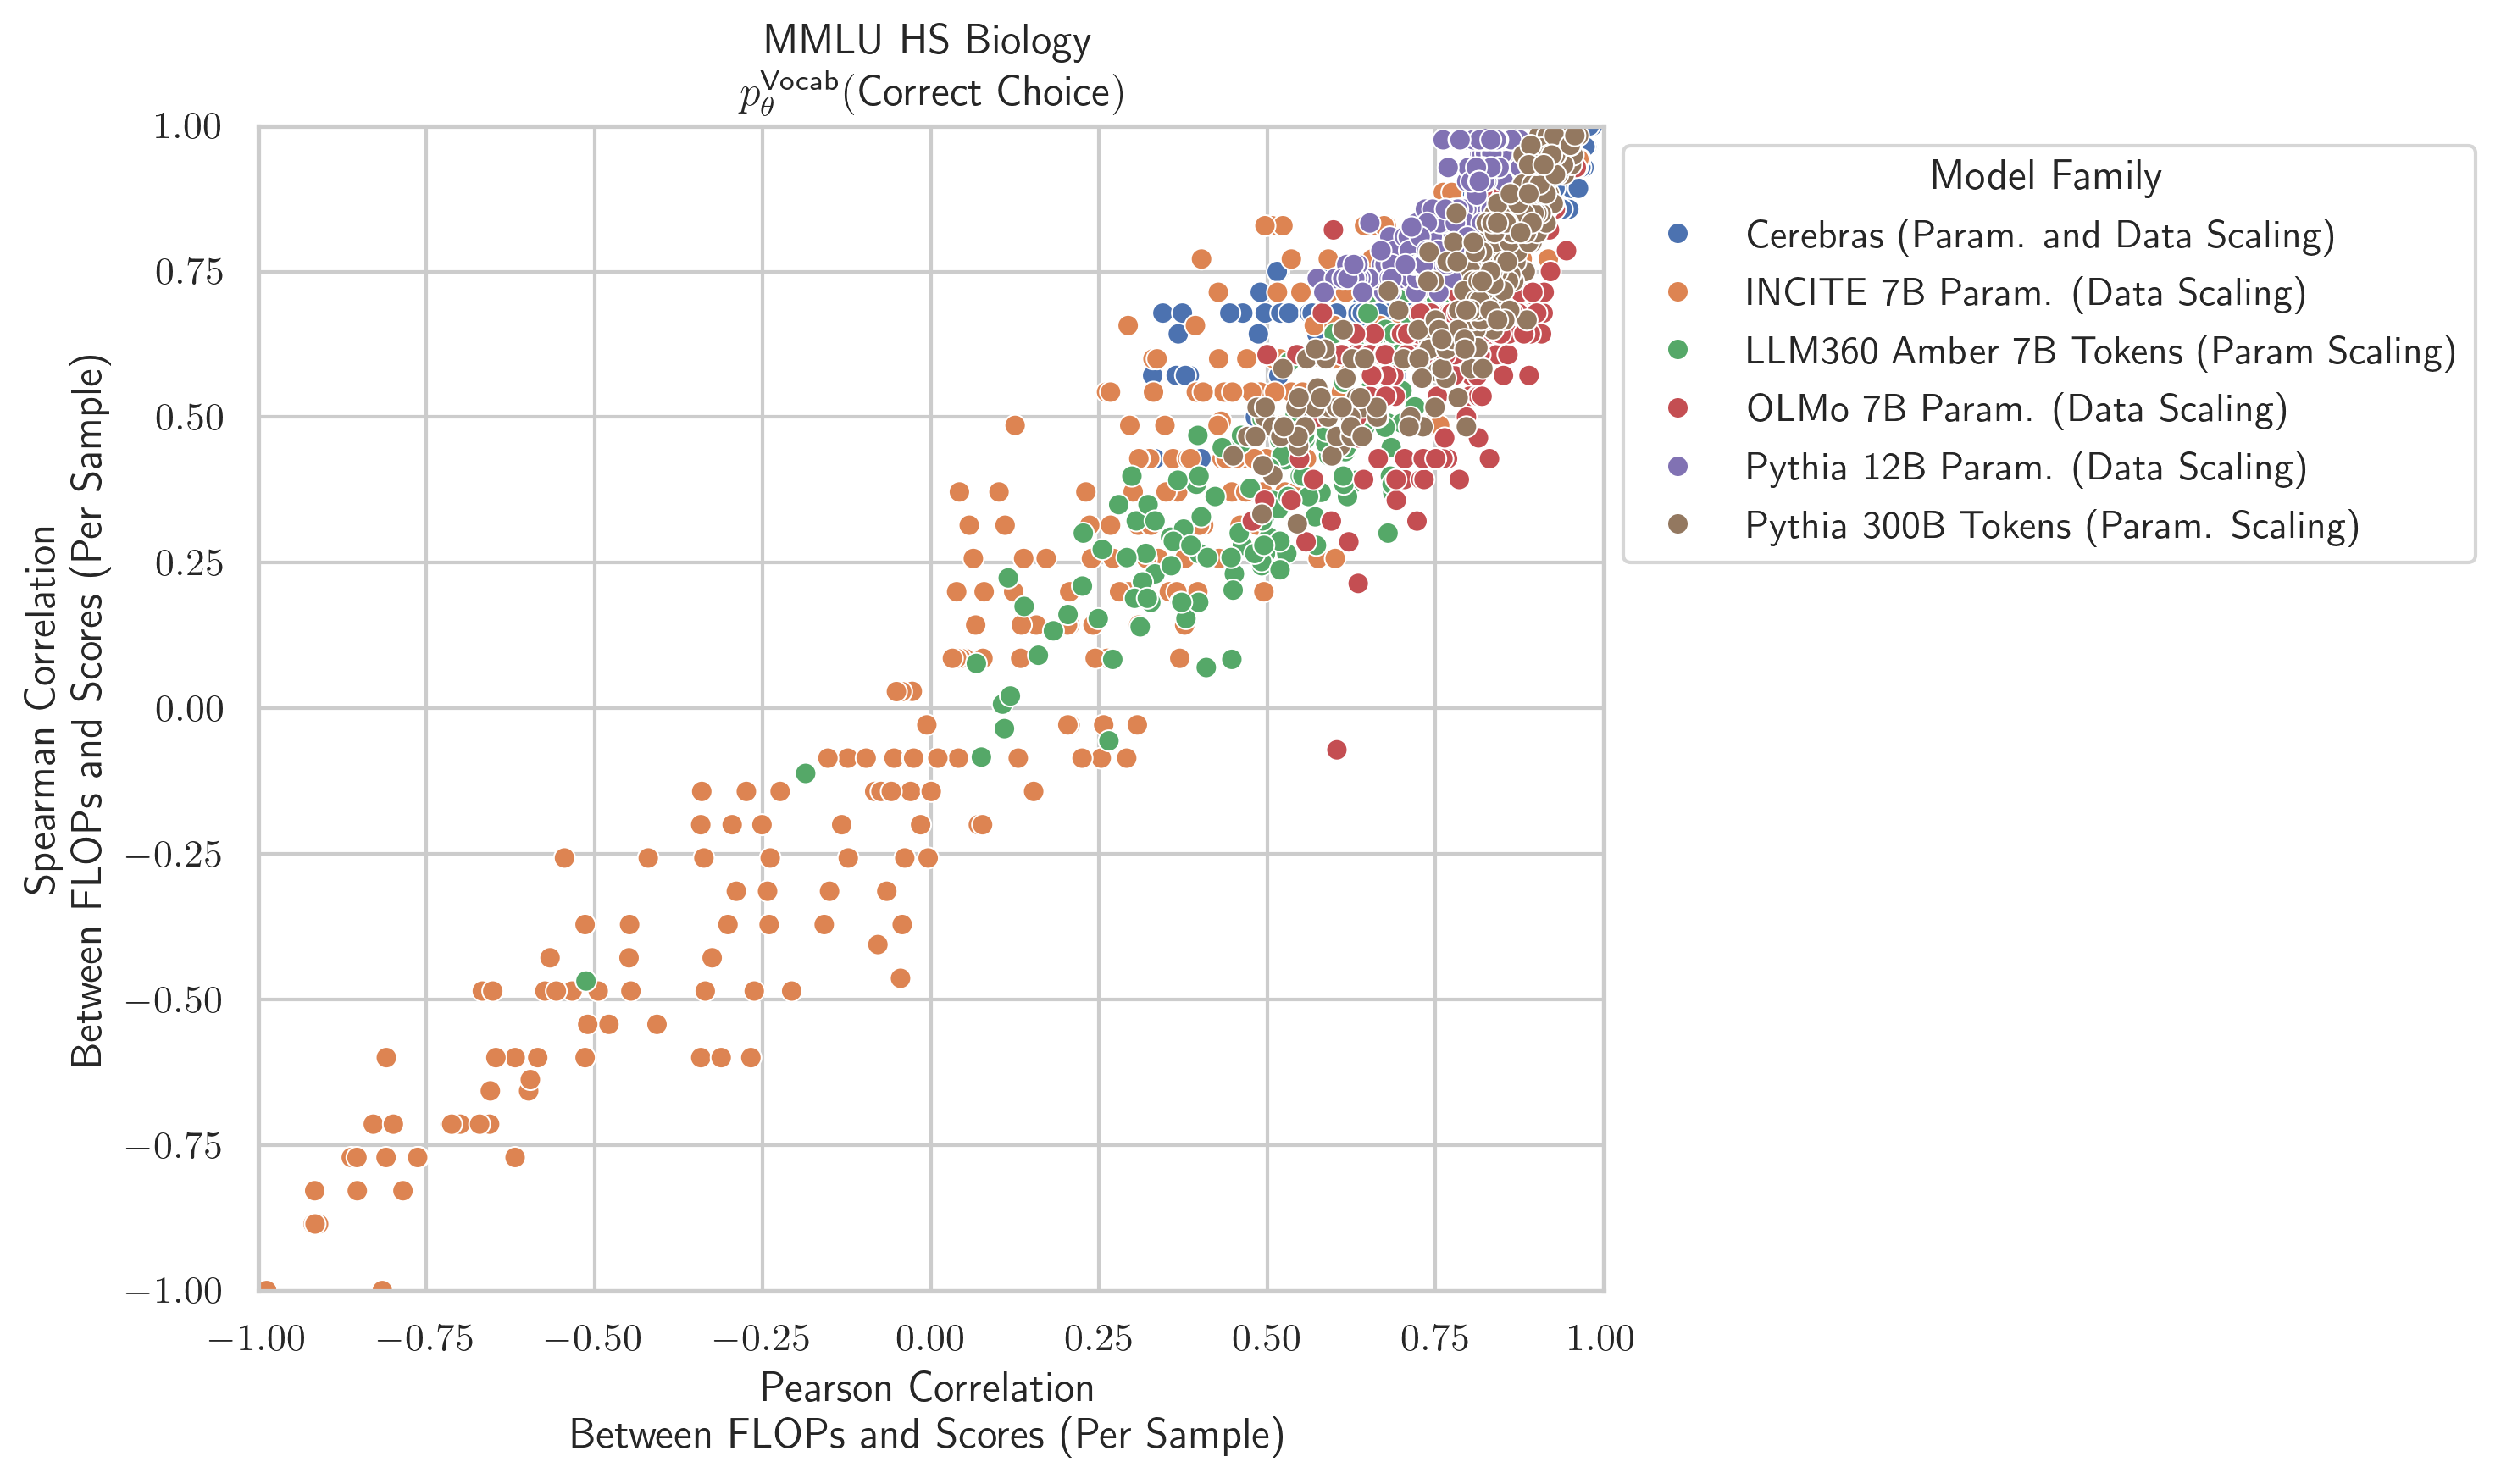 MMLU HS Biology
p_θ^Vocab(Correct Choice)
Spearman Correlation
Between FLOPs and Scores (Per Sample)
1.00
0.75
0.50
0.25
0.00
−0.25
−0.50
−0.75
−1.00
−1.00 −0.75 −0.50 −0.25 0.00 0.25 0.50 0.75 1.00
Pearson Correlation
Between FLOPs and Scores (Per Sample)
Model Family
Cerebras (Param. and Data Scaling)
INCITE 7B Param. (Data Scaling)
LLM360 Amber 7B Tokens (Param Scaling)
OLMo 7B Param. (Data Scaling)
Pythia 12B Param. (Data Scaling)
Pythia 300B Tokens (Param. Scaling)